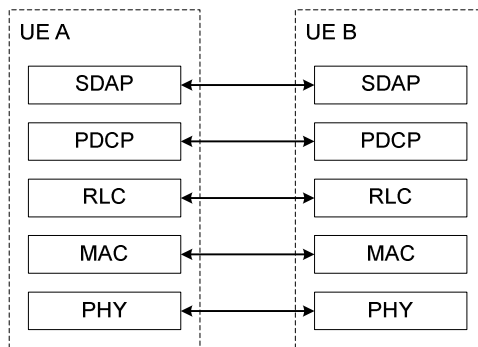 UE A UE B
SDAP SDAP
PDCP PDCP
RLC RLC
MAC MAC
PHY PHY